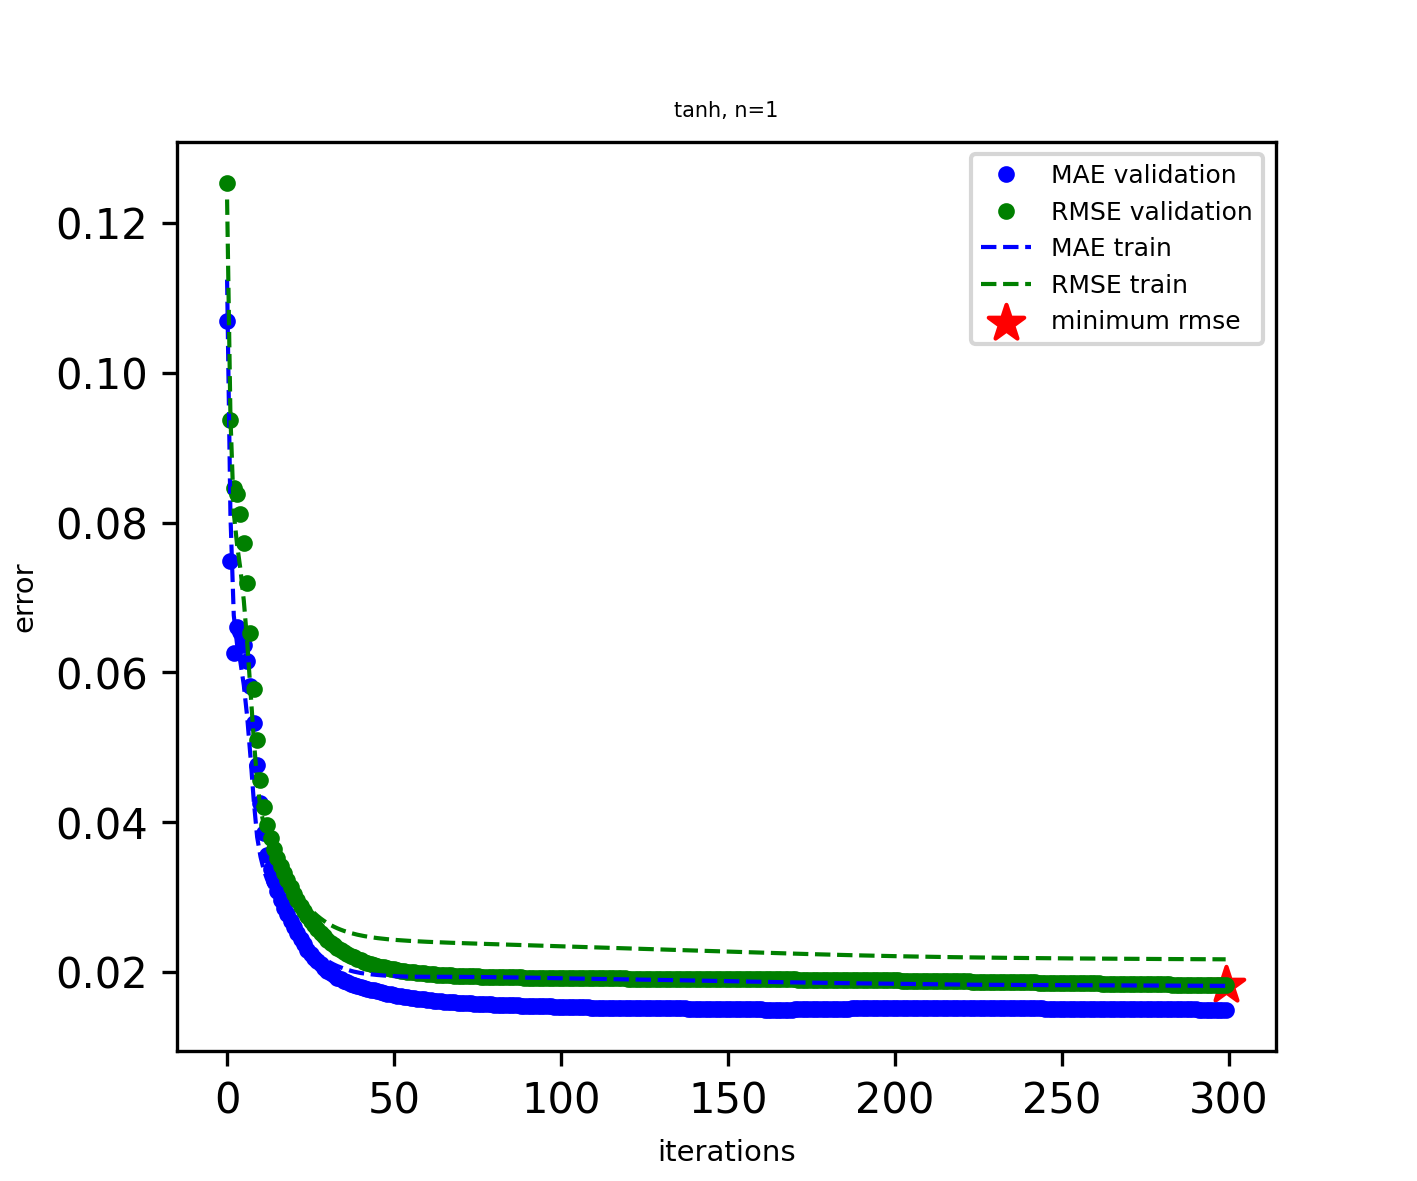 tanh, n=1
MAE validation
RMSE validation
MAE train
RMSE train
minimum rmse
error
0.12
0.10
0.08
0.06
0.04
0.02
0 50 100 150 200 250 300
iterations